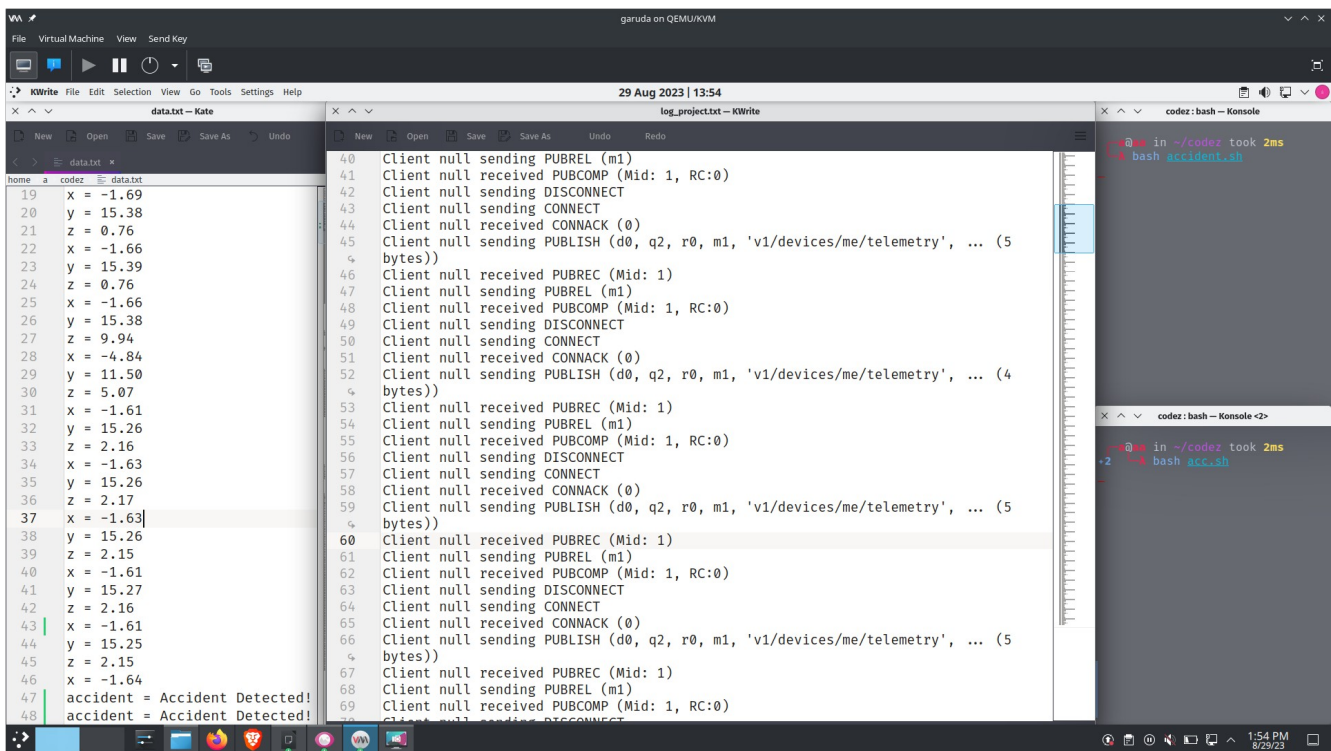 garuda on QEMU/KVM
File Virtual Machine View Send Key
KWrite File Edit Selection View Go Tools Settings Help
29 Aug 2023 | 13:54
data.txt — Kate
New Open Save Save As Undo
data.txt
home a codez data.txt
19 x = -1.69
20 y = 15.38
21 z = 0.76
22 x = -1.66
23 y = 15.39
24 z = 0.76
25 x = -1.66
26 y = 15.38
27 z = 9.94
28 x = -4.84
29 y = 11.50
30 z = 5.07
31 x = -1.61
32 y = 15.26
33 z = 2.16
34 x = -1.63
35 y = 15.26
36 z = 2.17
37 x = -1.63
38 y = 15.26
39 z = 2.15
40 x = -1.61
41 y = 15.27
42 z = 2.16
43 x = -1.61
44 y = 15.25
45 z = 2.15
46 x = -1.64
47 accident = Accident Detected!
48 accident = Accident Detected!
log_project.txt — KWrite
New Open Save Save As Undo Redo
40 Client null sending PUBREL (m1)
41 Client null received PUBCOMP (Mid: 1, RC:0)
42 Client null sending DISCONNECT
43 Client null sending CONNECT
44 Client null received CONNACK (0)
45 Client null sending PUBLISH (d0, q2, r0, m1, 'v1/devices/me/telemetry', ... (5
bytes))
46 Client null received PUBREC (Mid: 1)
47 Client null sending PUBREL (m1)
48 Client null received PUBCOMP (Mid: 1, RC:0)
49 Client null sending DISCONNECT
50 Client null sending CONNECT
51 Client null received CONNACK (0)
52 Client null sending PUBLISH (d0, q2, r0, m1, 'v1/devices/me/telemetry', ... (4
bytes))
53 Client null received PUBREC (Mid: 1)
54 Client null sending PUBREL (m1)
55 Client null received PUBCOMP (Mid: 1, RC:0)
56 Client null sending DISCONNECT
57 Client null sending CONNECT
58 Client null received CONNACK (0)
59 Client null sending PUBLISH (d0, q2, r0, m1, 'v1/devices/me/telemetry', ... (5
bytes))
60 Client null received PUBREC (Mid: 1)
61 Client null sending PUBREL (m1)
62 Client null received PUBCOMP (Mid: 1, RC:0)
63 Client null sending DISCONNECT
64 Client null sending CONNECT
65 Client null received CONNACK (0)
66 Client null sending PUBLISH (d0, q2, r0, m1, 'v1/devices/me/telemetry', ... (5
bytes))
67 Client null received PUBREC (Mid: 1)
68 Client null sending PUBREL (m1)
69 Client null received PUBCOMP (Mid: 1, RC:0)
70 Client null sending DISCONNECT
codez : bash — Konsole
in ~/codez took 2ms
bash accident.sh
codez : bash — Konsole <2>
in ~/codez took 2ms
bash acc.sh
1:54 PM
8/29/23